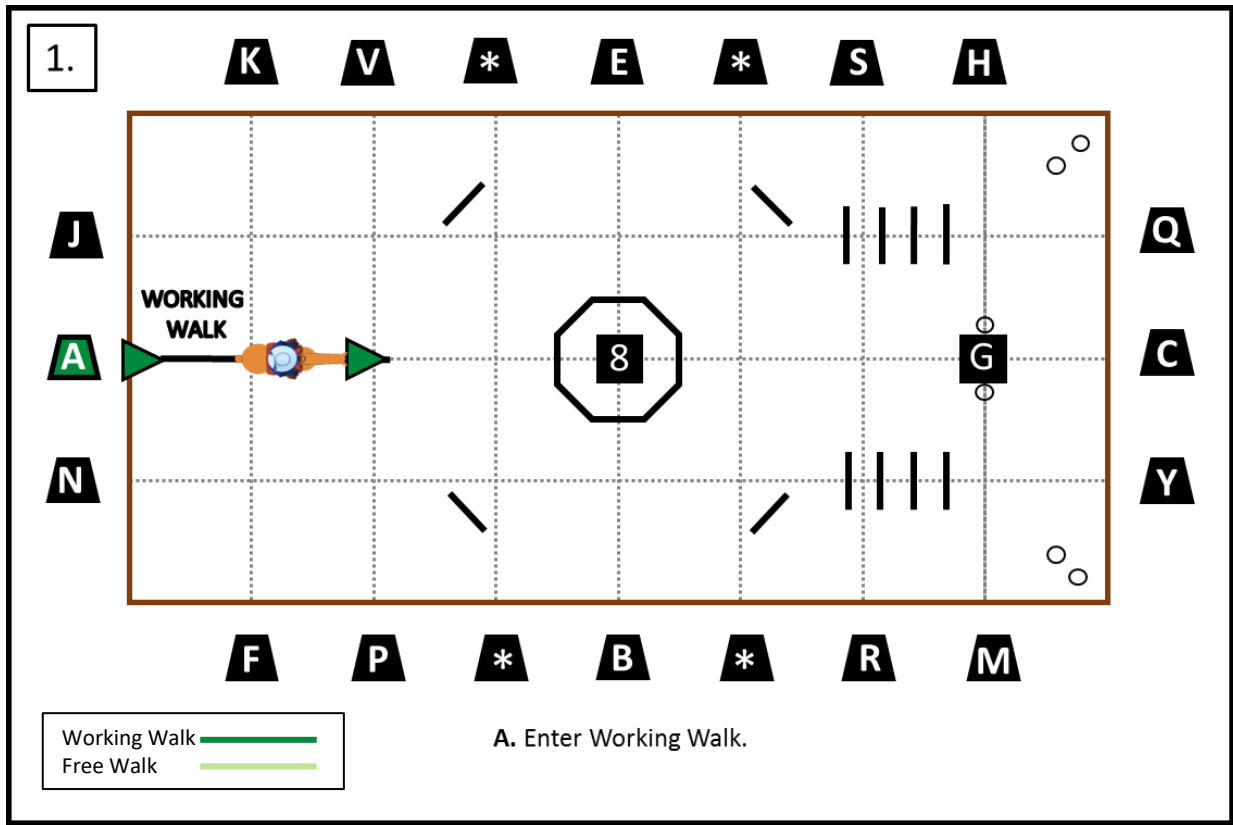 1.
K V * E * S H
J Q
WORKING
WALK
A 8 G C
N Y
F P * B * R M
Working Walk
Free Walk
A. Enter Working Walk.